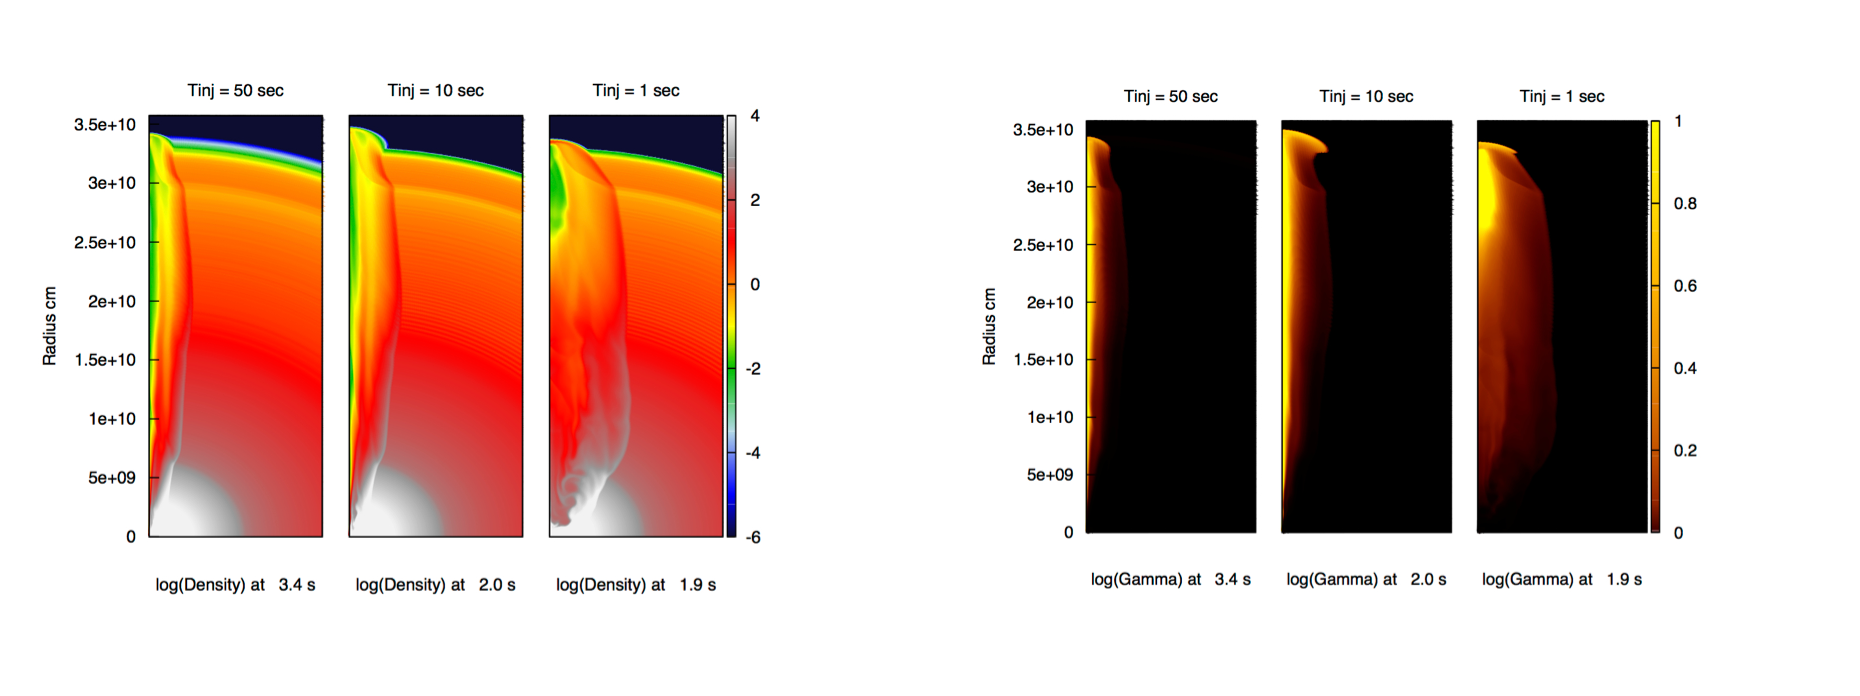 Tinj = 50 sec Tinj = 10 sec Tinj = 1 sec
3.5e+10
3e+10
2.5e+10
2e+10
1.5e+10
1e+10
5e+09
0
Radius cm
4
2
0
-2
-4
-6
log(Density) at 3.4 s log(Density) at 2.0 s log(Density) at 1.9 s
Tinj = 50 sec Tinj = 10 sec Tinj = 1 sec
3.5e+10
3e+10
2.5e+10
2e+10
1.5e+10
1e+10
5e+09
0
Radius cm
1
0.8
0.6
0.4
0.2
0
log(Gamma) at 3.4 s log(Gamma) at 2.0 s log(Gamma) at 1.9 s